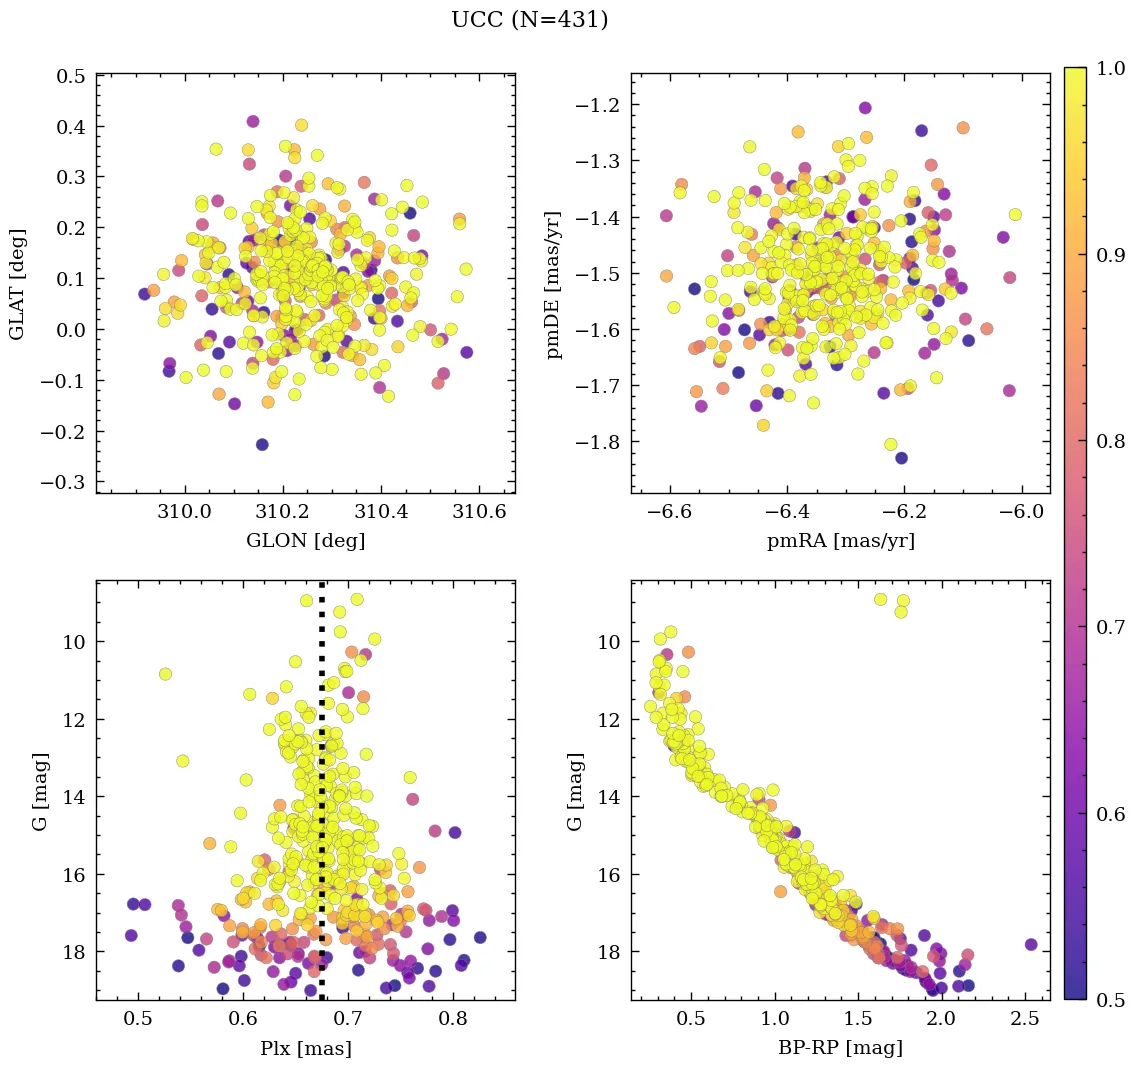 UCC (N=431)
0.5
0.4
0.3
0.2
0.1
0.0
−0.1
−0.2
−0.3
GLAT [deg]
310.0 310.2 310.4 310.6
GLON [deg]
−1.2
−1.3
−1.4
−1.5
−1.6
−1.7
−1.8
pmDE [mas/yr]
−6.6 −6.4 −6.2 −6.0
pmRA [mas/yr]
1.0
0.9
0.8
0.7
0.6
0.5
10
12
14
16
18
G [mag]
0.5 0.6 0.7 0.8
Plx [mas]
10
12
14
16
18
G [mag]
0.5 1.0 1.5 2.0 2.5
BP-RP [mag]